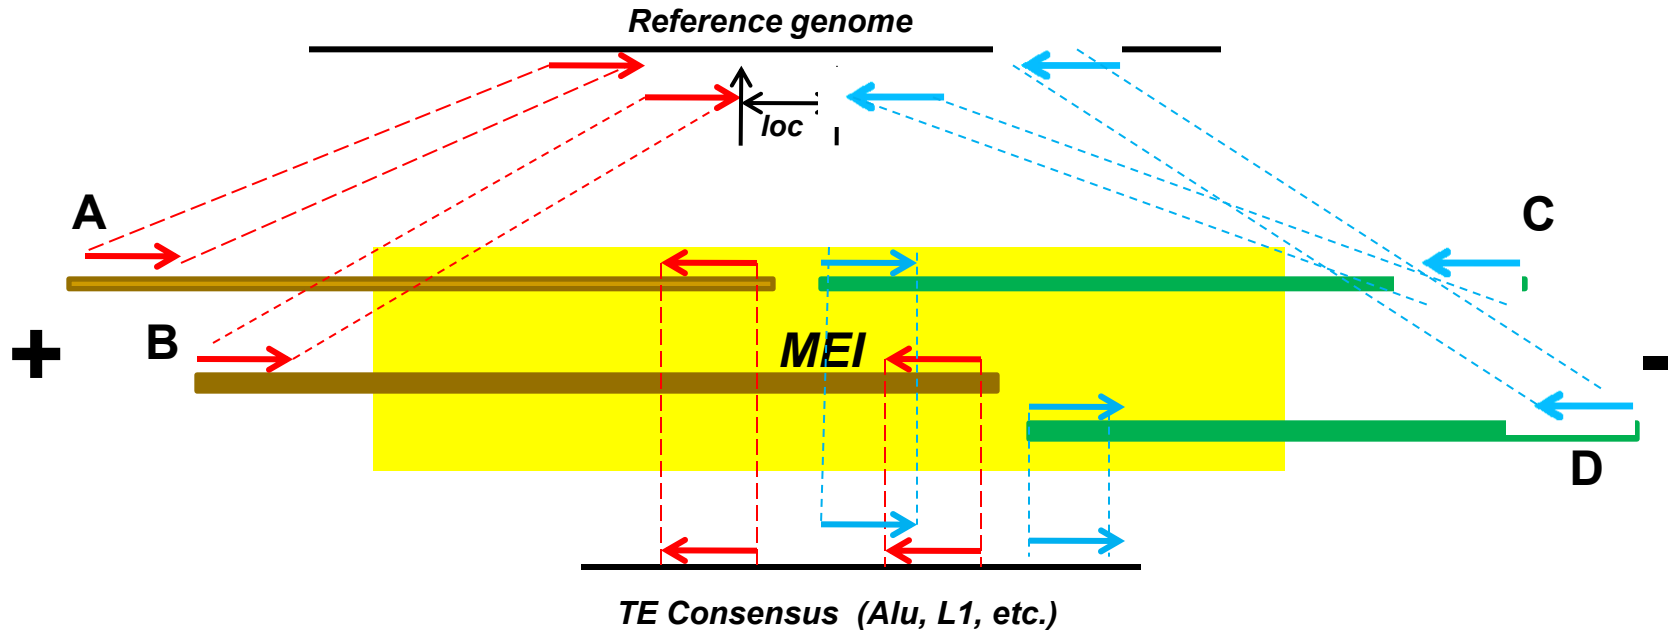 Reference genome
loc
A
C
+
B
MEI
-
D
TE Consensus (Alu, L1, etc.)